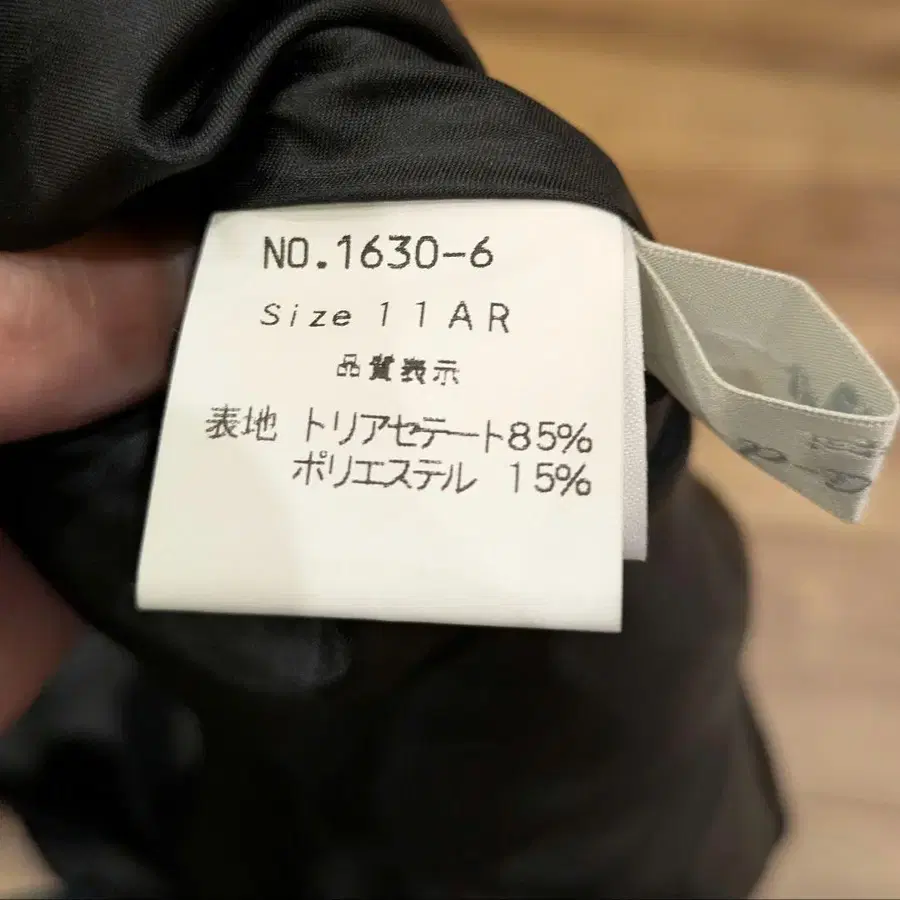 NO.1630-6
Size 11AR
品質表示
表地 トリアセテート85%
ポリエステル 15%